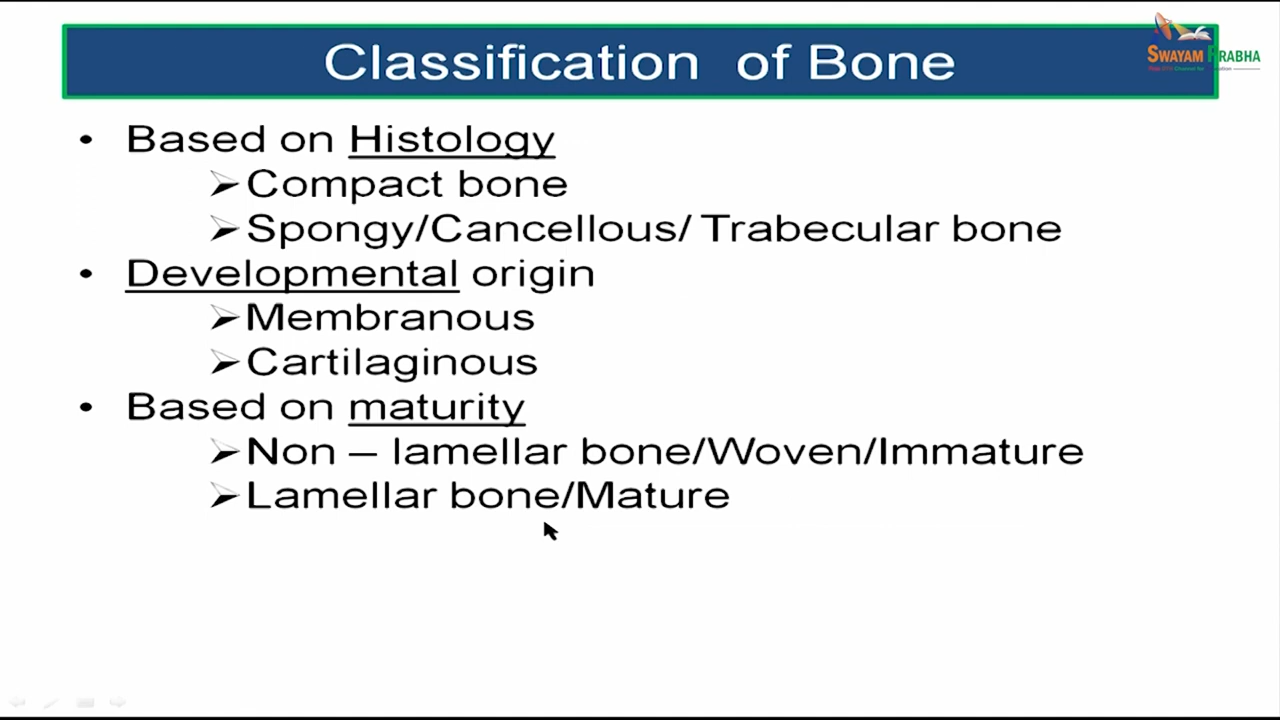 Classification of Bone
SWAYAM PRABHA
• Based on Histology
➢Compact bone
➢Spongy/Cancellous/ Trabecular bone
• Developmental origin
➢Membranous
➢Cartilaginous
• Based on maturity
➢Non – lamellar bone/Woven/Immature
➢Lamellar bone/Mature